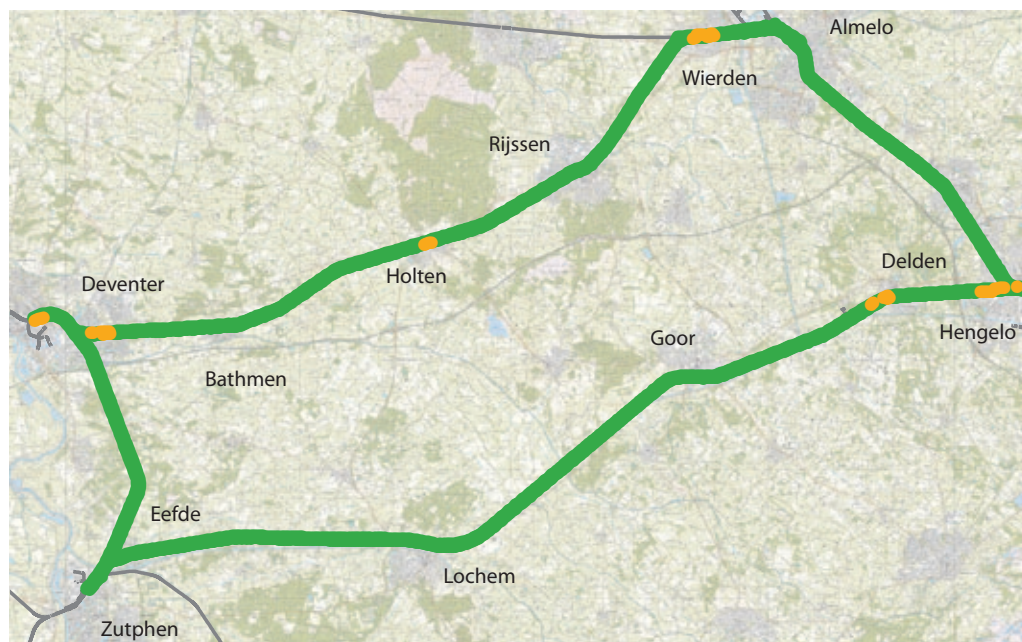 Almelo
Wierden
Rijssen
Delden
Holten
Deventer
Hengelo
Goor
Bathmen
Eefde
Lochem
Zutphen